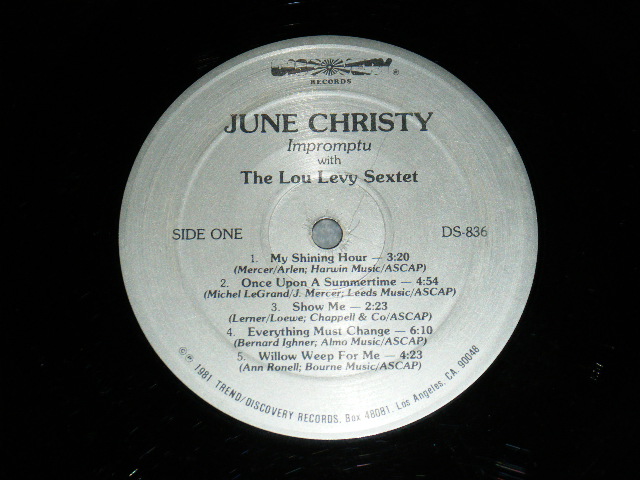 RECORDS
JUNE CHRISTY
Impromptu
with
The Lou Levy Sextet
SIDE ONE
DS-836
1. My Shining Hour — 3:20
(Mercer/Arlen; Harwin Music/ASCAP)
2. Once Upon A Summertime — 4:54
(Michel LeGrand/J. Mercer; Leeds Music/ASCAP)
3. Show Me — 2:23
(Lerner/Loewe; Chappell & Co/ASCAP)
4. Everything Must Change — 6:10
(Bernard Ighner; Almo Music/ASCAP)
5. Willow Weep For Me — 4:23
(Ann Ronell; Bourne Music/ASCAP)
©℗ 1981 TREND/DISCOVERY RECORDS, Box 48081, Los Angeles, CA. 90048